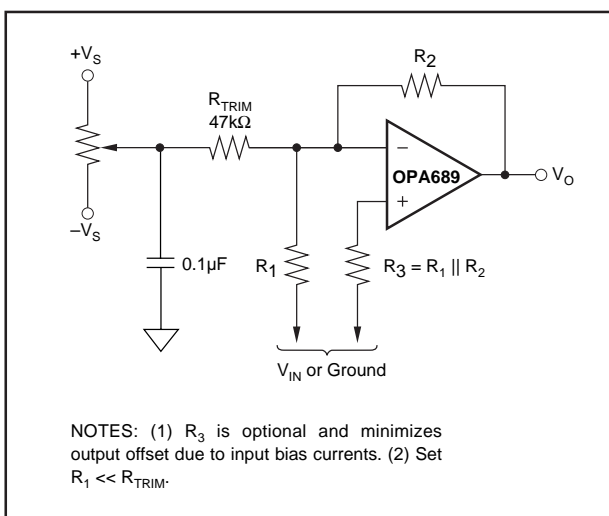 +V_S
R_TRIM
47kΩ
R_2
–V_S
0.1µF
R_1
–
OPA689
+
V_O
R_3 = R_1 || R_2
V_IN or Ground
NOTES: (1) R_3 is optional and minimizes
output offset due to input bias currents. (2) Set
R_1 << R_TRIM.